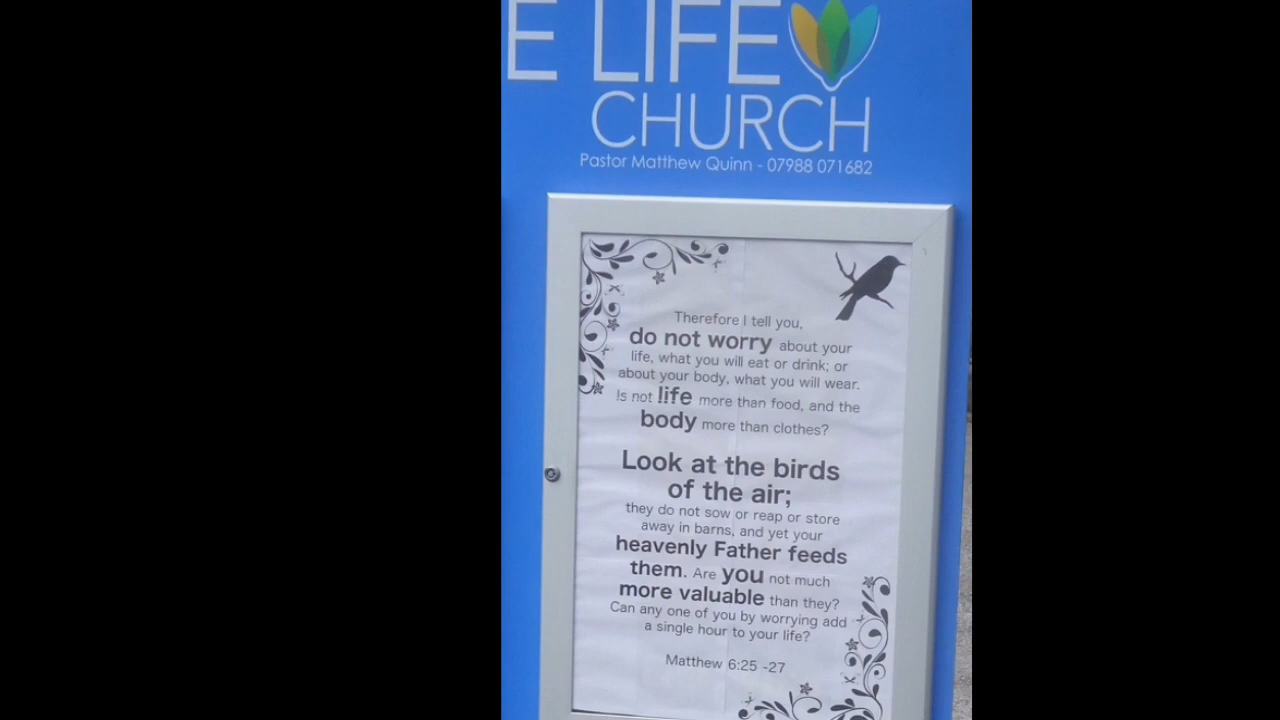 E LIFE
CHURCH
Pastor Matthew Quinn - 07988 071682
Therefore I tell you,
do not worry about your
life, what you will eat or drink; or
about your body, what you will wear.
Is not life more than food, and the
body more than clothes?
Look at the birds
of the air;
they do not sow or reap or store
away in barns, and yet your
heavenly Father feeds
them. Are you not much
more valuable than they?
Can any one of you by worrying add
a single hour to your life?
Matthew 6:25 -27